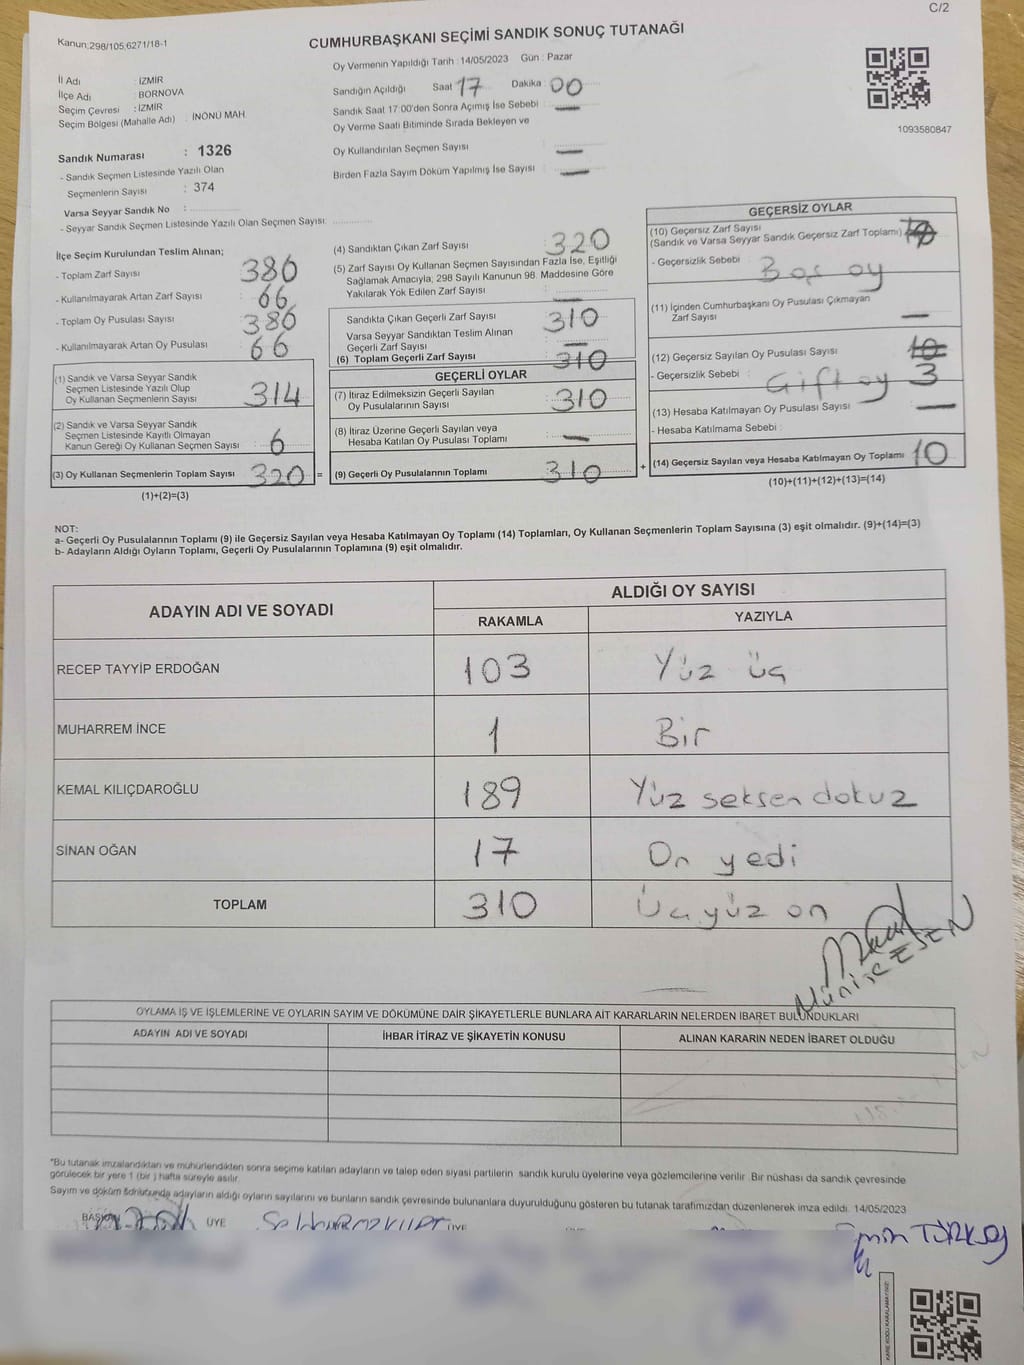 C/2
Kanun;298/105,6271/18-1
CUMHURBAŞKANI SEÇİMİ SANDIK SONUÇ TUTANAĞI
Oy Vermenin Yapıldığı Tarih : 14/05/2023 Gün : Pazar
İl Adı : İZMİR
İlçe Adı : BORNOVA
Seçim Çevresi : İZMİR
Seçim Bölgesi (Mahalle Adı) : İNÖNÜ MAH
Sandığın Açıldığı Saat 17 Dakika : 00
Sandık Saat 17:00'den Sonra Açımış İse Sebebi —
Oy Verme Saati Bitiminde Sırada Bekleyen ve
Oy Kullandırılan Seçmen Sayısı —
Birden Fazla Sayım Döküm Yapılmış İse Sayısı —
1093580847
Sandık Numarası : 1326
- Sandık Seçmen Listesinde Yazılı Olan
Seçmenlerin Sayısı : 374
Varsa Seyyar Sandık No :
- Seyyar Sandık Seçmen Listesinde Yazılı Olan Seçmen Sayısı:
İlçe Seçim Kurulundan Teslim Alınan;
- Toplam Zarf Sayısı 386
- Kullanılmayarak Artan Zarf Sayısı 66
- Toplam Oy Pusulası Sayısı 386
- Kullanılmayarak Artan Oy Pusulası 66
(1) Sandık ve Varsa Seyyar Sandık
Seçmen Listesinde Yazılı Olup
Oy Kullanan Seçmenlerin Sayısı 314
(2) Sandık ve Varsa Seyyar Sandık
Seçmen Listesinde Kayıtlı Olmayan
Kanun Gereği Oy Kullanan Seçmen Sayısı 6
(3) Oy Kullanan Seçmenlerin Toplam Sayısı 320 =
(1)+(2)=(3)
(4) Sandıktan Çıkan Zarf Sayısı 320
(5) Zarf Sayısı Oy Kullanan Seçmen Sayısından Fazla İse, Eşitliği
Sağlamak Amacıyla, 298 Sayılı Kanunun 98. Maddesine Göre
Yakılarak Yok Edilen Zarf Sayısı —
Sandıkta Çıkan Geçerli Zarf Sayısı 310
Varsa Seyyar Sandıktan Teslim Alınan
Geçerli Zarf Sayısı : —
(6) Toplam Geçerli Zarf Sayısı : 310
GEÇERLİ OYLAR
(7) İtiraz Edilmeksizin Geçerli Sayılan
Oy Pusulalarının Sayısı : 310
(8) İtiraz Üzerine Geçerli Sayılan veya
Hesaba Katılan Oy Pusulası Toplamı —
(9) Geçerli Oy Pusulalarının Toplamı 310 +
GEÇERSİZ OYLAR
(10) Geçersiz Zarf Sayısı
(Sandık ve Varsa Seyyar Sandık Geçersiz Zarf Toplamı)
- Geçersizlik Sebebi : Boş oy
(11) İçinden Cumhurbaşkanı Oy Pusulası Çıkmayan
Zarf Sayısı —
(12) Geçersiz Sayılan Oy Pusulası Sayısı 10
- Geçersizlik Sebebi : Çift oy 3
(13) Hesaba Katılmayan Oy Pusulası Sayısı —
- Hesaba Katılmama Sebebi :
(14) Geçersiz Sayılan veya Hesaba Katılmayan Oy Toplamı 10
(10)+(11)+(12)+(13)=(14)
NOT:
a- Geçerli Oy Pusulalarının Toplamı (9) ile Geçersiz Sayılan veya Hesaba Katılmayan Oy Toplamı (14) Toplamları, Oy Kullanan Seçmenlerin Toplam Sayısına (3) eşit olmalıdır. (9)+(14)=(3)
b- Adayların Aldığı Oyların Toplamı, Geçerli Oy Pusulalarının Toplamına (9) eşit olmalıdır.
ADAYIN ADI VE SOYADI
ALDIĞI OY SAYISI
RAKAMLA YAZIYLA
RECEP TAYYİP ERDOĞAN 103 Yüz üç
MUHARREM İNCE 1 Bir
KEMAL KILIÇDAROĞLU 189 Yüz seksen dokuz
SİNAN OĞAN 17 On yedi
TOPLAM 310 Üçyüz on
Münire ESEN
OYLAMA İŞ VE İŞLEMLERINE VE OYLARIN SAYIM VE DÖKÜMÜNE DAİR ŞİKAYETLERLE BUNLARA AİT KARARLARIN NELERDEN İBARET BULUNDUKLARI
ADAYIN ADI VE SOYADI İHBAR İTİRAZ VE ŞİKAYETİN KONUSU ALINAN KARARIN NEDEN İBARET OLDUĞU
*Bu tutanak imzalandıktan ve mühürlendikten sonra seçime katılan adayların ve talep eden siyasi partilerin sandık kurulu üyelerine veya gözlemcilerine verilir. Bir nüshası da sandık çevresinde
görülecek bir yere 1 (bir) hafta süreyle asılır.
Sayım ve döküm sonucunda adayların aldığı oyların sayılarını ve bunların sandık çevresinde bulunanlara duyurulduğunu gösteren bu tutanak tarafımızdan düzenlenerek imza edildi. 14/05/2023
BAŞKAN ÜYE ÜYE
TÜRKSOY